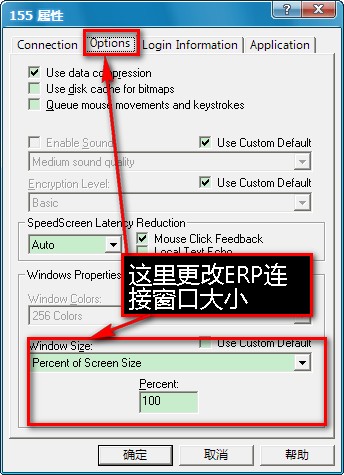 155 属性
Connection Options Login Information Application
Use data compression
Use disk cache for bitmaps
Queue mouse movements and keystrokes
Enable Sound Use Custom Default
Medium sound quality
Encryption Level: Use Custom Default
Basic
SpeedScreen Latency Reduction
Auto Mouse Click Feedback
Local Text Echo
Windows Properties
这里更改ERP连
接窗口大小
Window Colors:
256 Colors
Window Size: Use Custom Default
Percent of Screen Size
Percent:
100
确定 取消 帮助